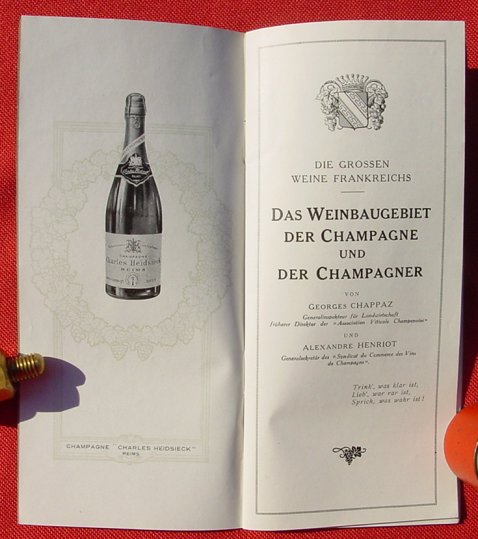 CHAMPAGNE
Charles Heidsieck
REIMS
CHAMPAGNE "CHARLES HEIDSIECK"
REIMS
DIE GROSSEN
WEINE FRANKREICHS
DAS WEINBAUGEBIET
DER CHAMPAGNE
UND
DER CHAMPAGNER
VON
GEORGES CHAPPAZ
Generalinspekteur für Landwirtschaft
früherer Direktor der "Association Viticole Champenoise"
UND
ALEXANDRE HENRIOT
Generalsekretär des "Syndicat du Commerce des Vins
de Champagne".
Trink', was klar ist,
Lieb', was rar ist,
Sprich, was wahr ist!